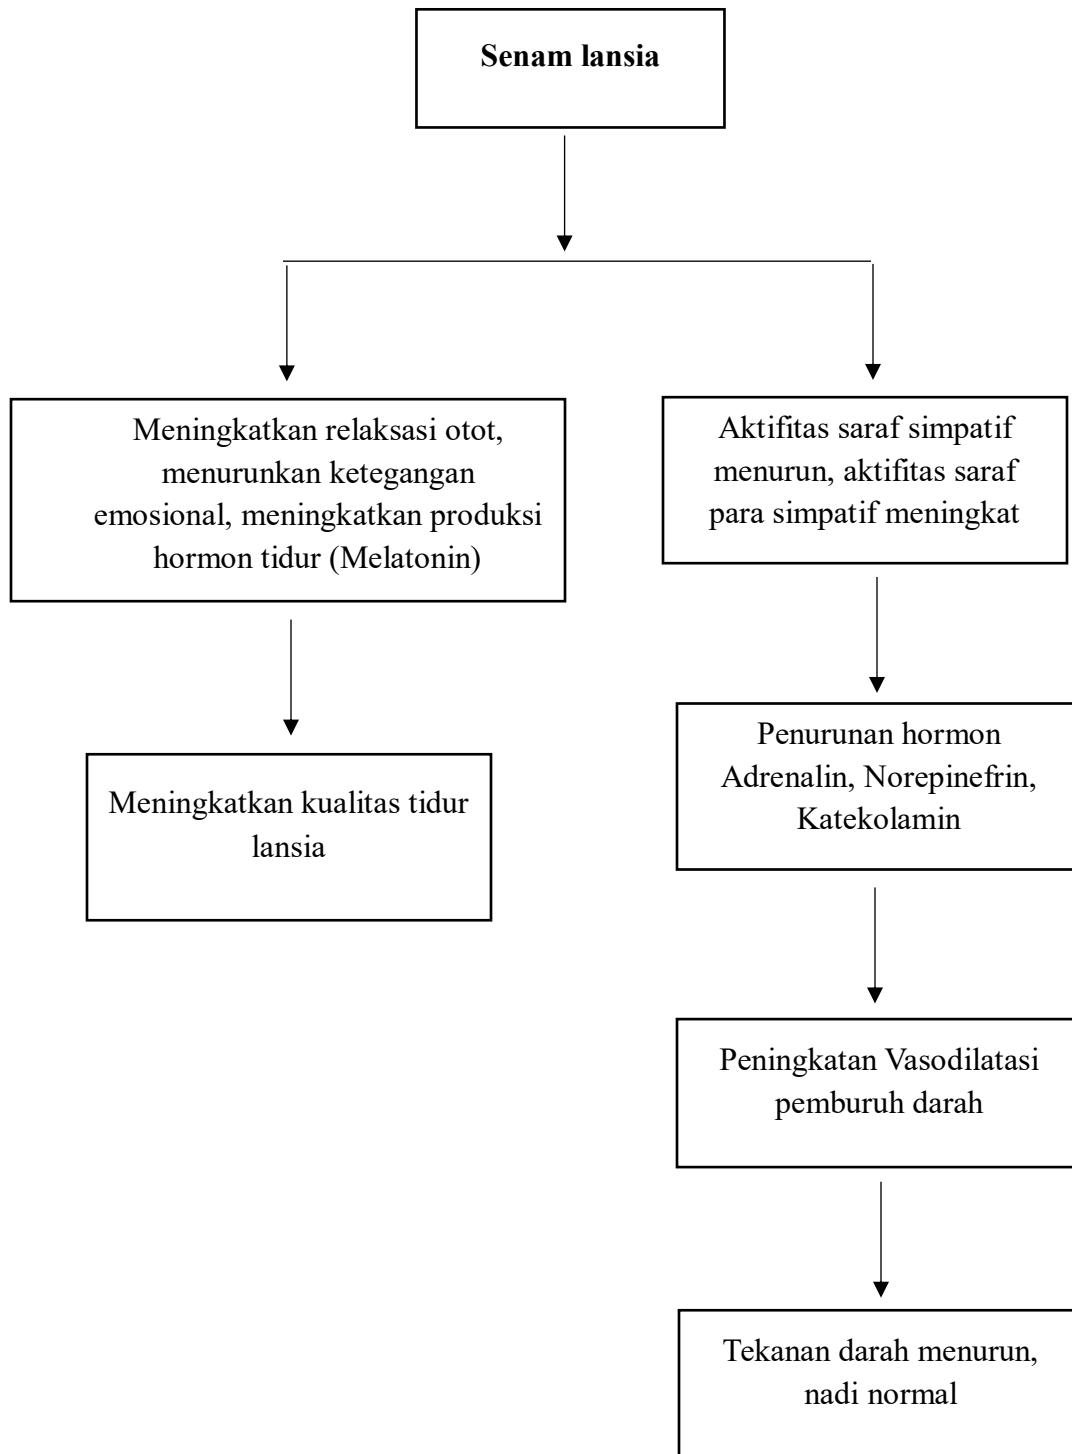 Senam lansia
Meningkatkan relaksasi otot,
menurunkan ketegangan
emosional, meningkatkan produksi
hormon tidur (Melatonin)
Aktifitas saraf simpatif
menurun, aktifitas saraf
para simpatif meningkat
Meningkatkan kualitas tidur
lansia
Penurunan hormon
Adrenalin, Norepinefrin,
Katekolamin
Peningkatan Vasodilatasi
pemburuh darah
Tekanan darah menurun,
nadi normal